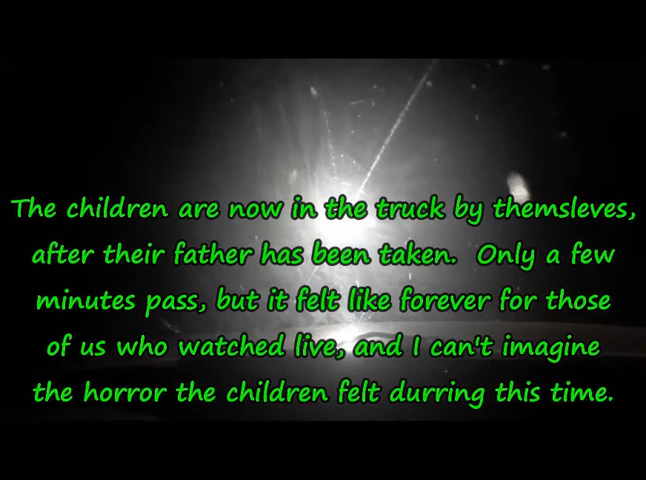 The children are now in the truck by themsleves,
after their father has been taken.  Only a few
minutes pass, but it felt like forever for those
of us who watched live, and I can't imagine
the horror the children felt durring this time.